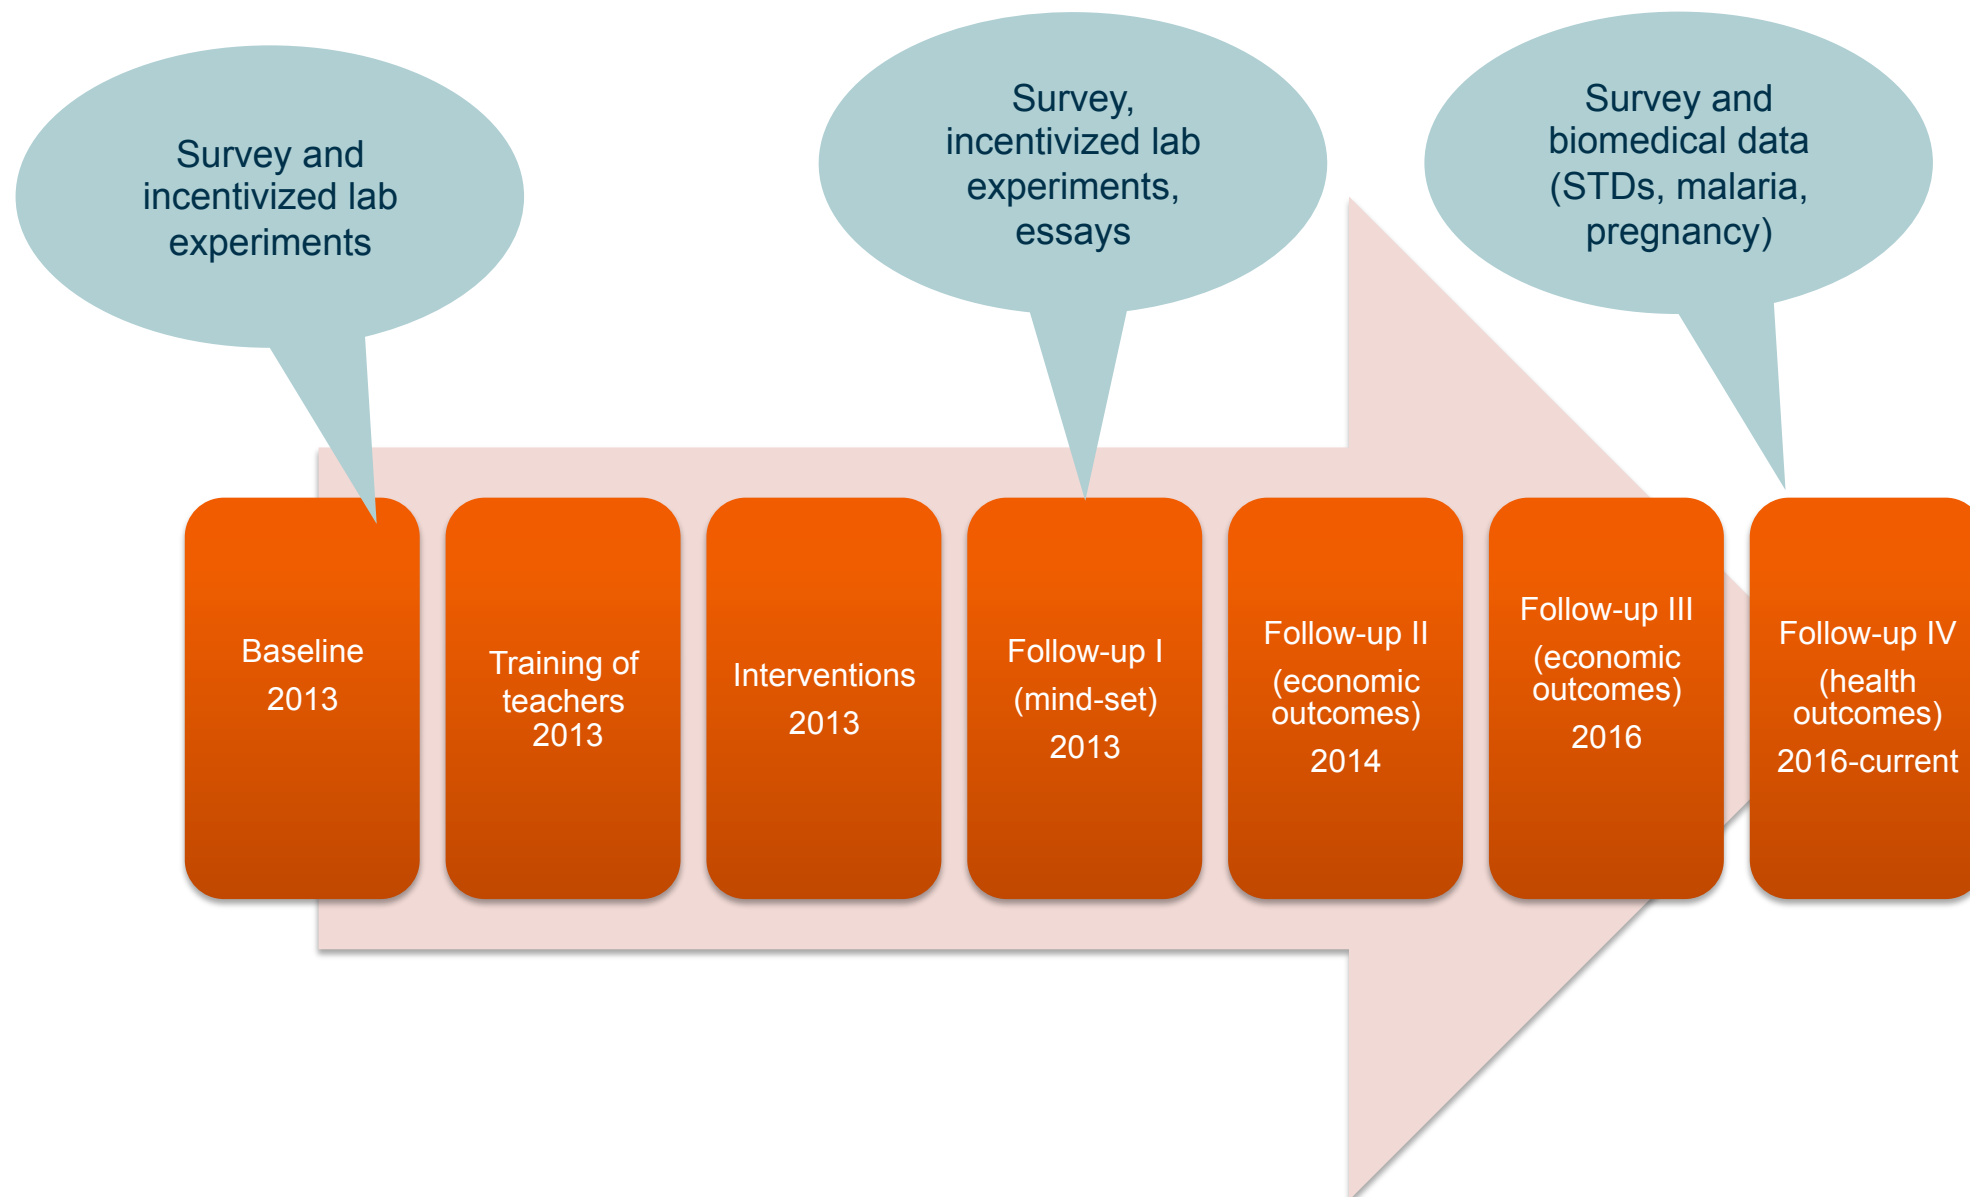 Survey and
incentivized lab
experiments
Survey,
incentivized lab
experiments,
essays
Survey and
biomedical data
(STDs, malaria,
pregnancy)
Baseline
2013
Training of
teachers
2013
Interventions
2013
Follow-up I
(mind-set)
2013
Follow-up II
(economic
outcomes)
2014
Follow-up III
(economic
outcomes)
2016
Follow-up IV
(health
outcomes)
2016-current